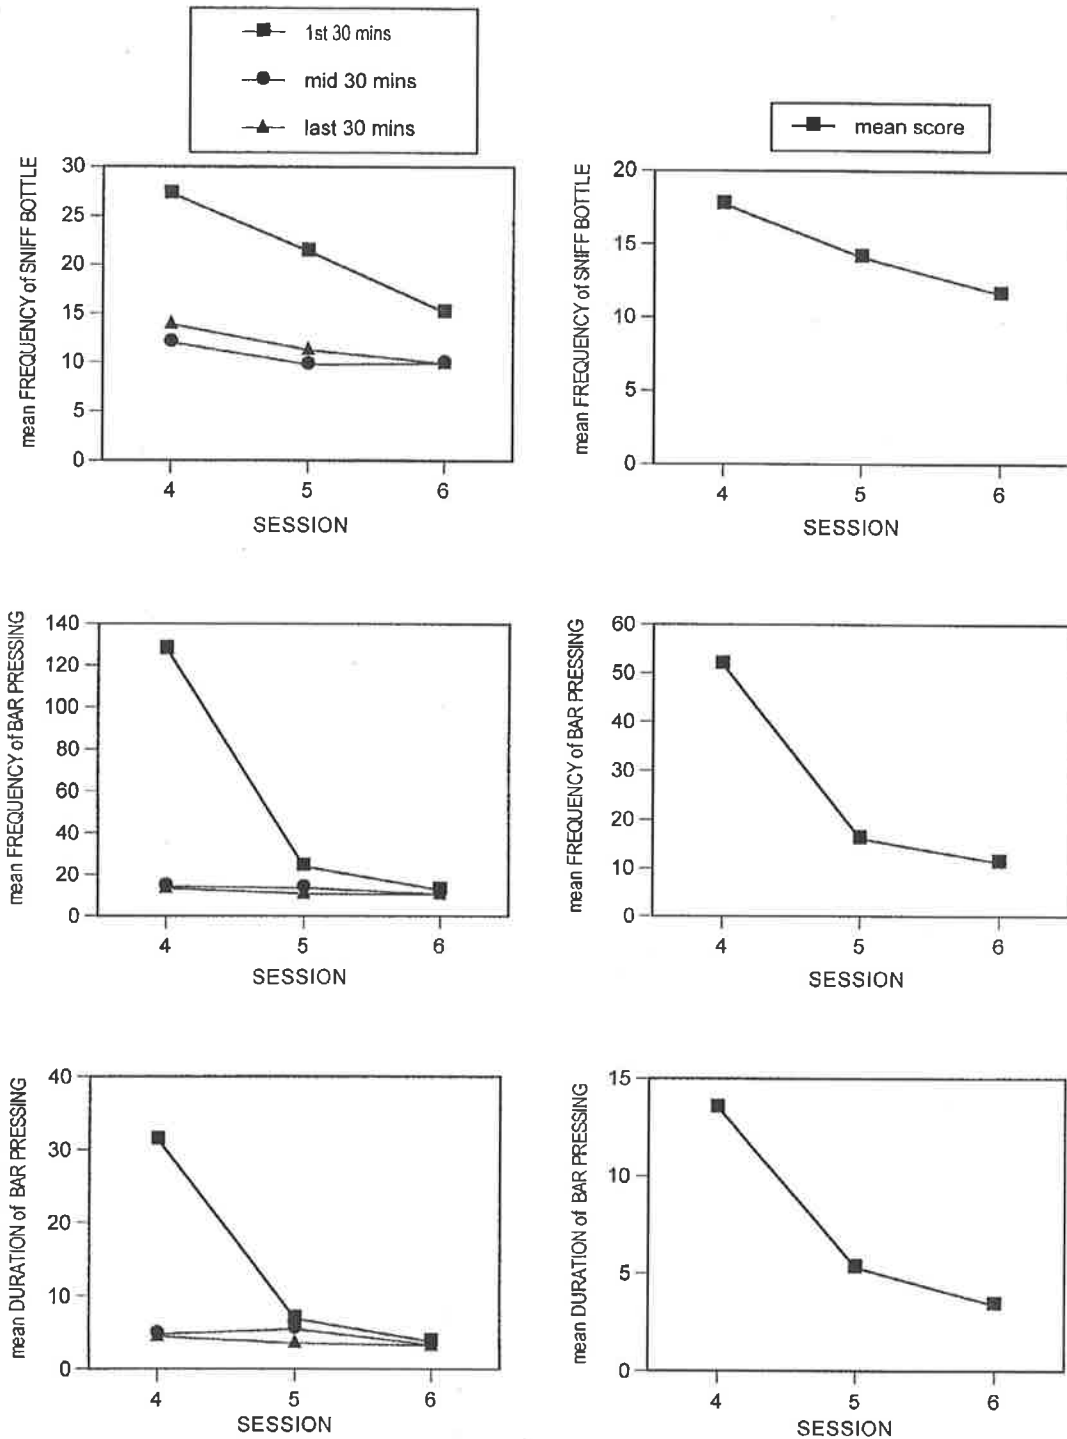 1st 30 mins
mid 30 mins
last 30 mins
mean FREQUENCY of SNIFF BOTTLE
30
25
20
15
10
5
0
4 5 6
SESSION
mean score
mean FREQUENCY of SNIFF BOTTLE
20
15
10
5
0
4 5 6
SESSION
mean FREQUENCY of BAR PRESSING
140
120
100
80
60
40
20
0
4 5 6
SESSION
mean FREQUENCY of BAR PRESSING
60
50
40
30
20
10
0
4 5 6
SESSION
mean DURATION of BAR PRESSING
40
30
20
10
0
4 5 6
SESSION
mean DURATION of BAR PRESSING
15
10
5
0
4 5 6
SESSION